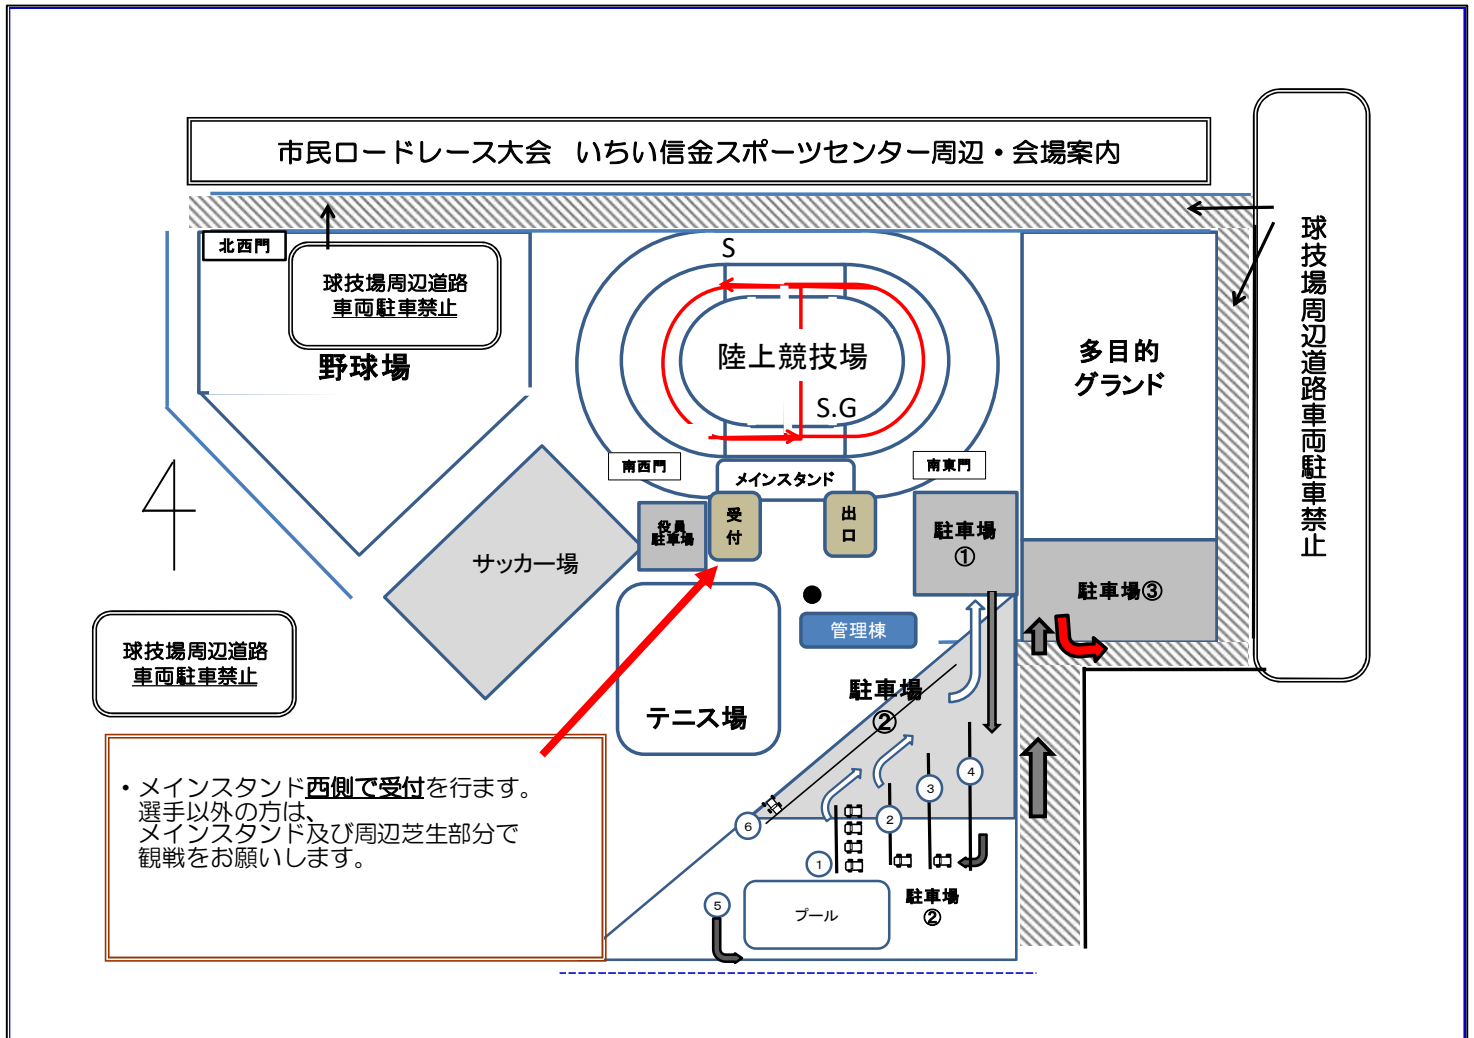 市民ロードレース大会　いちい信金スポーツセンター周辺・会場案内
球技場周辺道路車両駐車禁止
北西門
球技場周辺道路
車両駐車禁止
野球場
S
陸上競技場
S.G
多目的
グランド
南西門
メインスタンド
南東門
役員
駐車場
受
付
出
口
駐車場
①
サッカー場
駐車場③
管理棟
球技場周辺道路
車両駐車禁止
テニス場
駐車場
②
・メインスタンド西側で受付を行ます。
選手以外の方は、
メインスタンド及び周辺芝生部分で
観戦をお願いします。
4
3
2
6
1
5
プール
駐車場
②